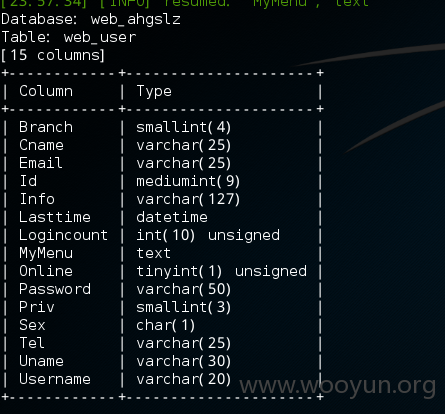 [23:57:34] [INFO] resumed: "MyMenu", "text"
Database: web_ahgslz
Table: web_user
[15 columns]
+------------+---------------------+
| Column | Type |
+------------+---------------------+
| Branch | smallint(4) |
| Cname | varchar(25) |
| Email | varchar(25) |
| Id | mediumint(9) |
| Info | varchar(127) |
| Lasttime | datetime |
| Logincount | int(10) unsigned |
| MyMenu | text |
| Online | tinyint(1) unsigned |
| Password | varchar(50) |
| Priv | smallint(3) |
| Sex | char(1) |
| Tel | varchar(25) |
| Uname | varchar(30) |
| Username | varchar(20) |
+------------+---------------------+
www.wooyun.org